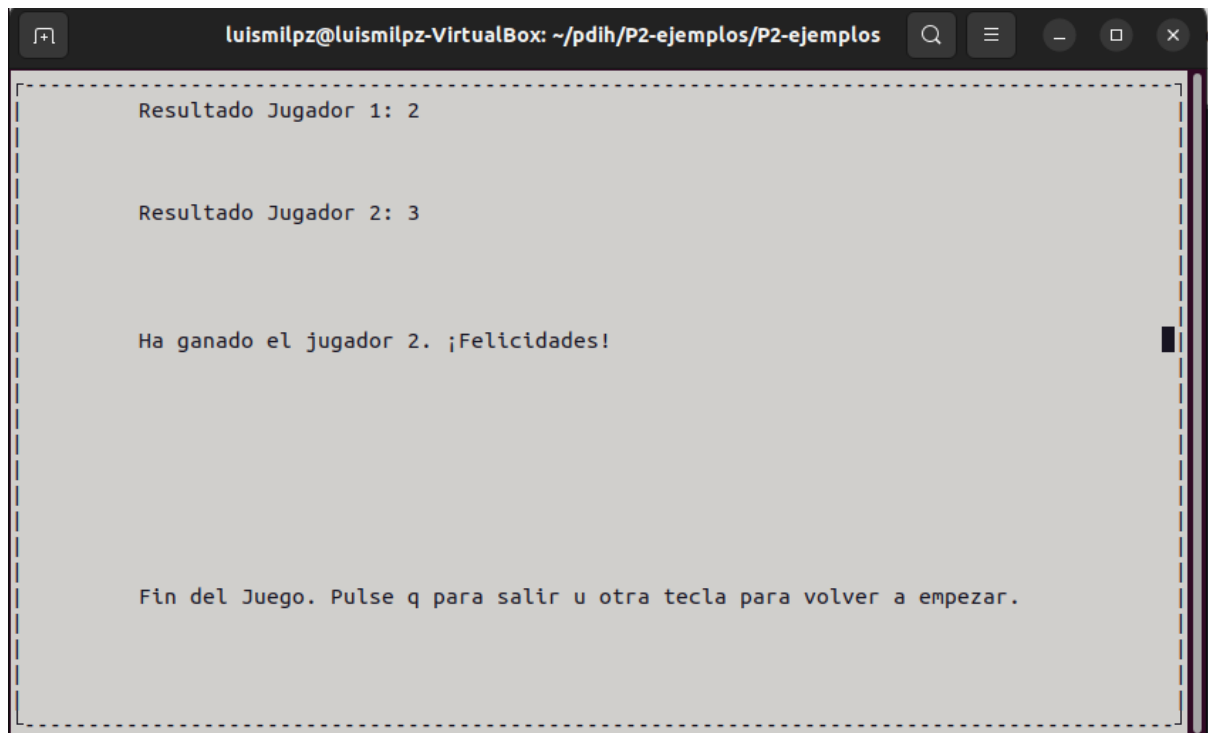 luismilpz@luismilpz-VirtualBox: ~/pdih/P2-ejemplos/P2-ejemplos
Resultado Jugador 1: 2
Resultado Jugador 2: 3
Ha ganado el jugador 2. ¡Felicidades!
Fin del Juego. Pulse q para salir u otra tecla para volver a empezar.